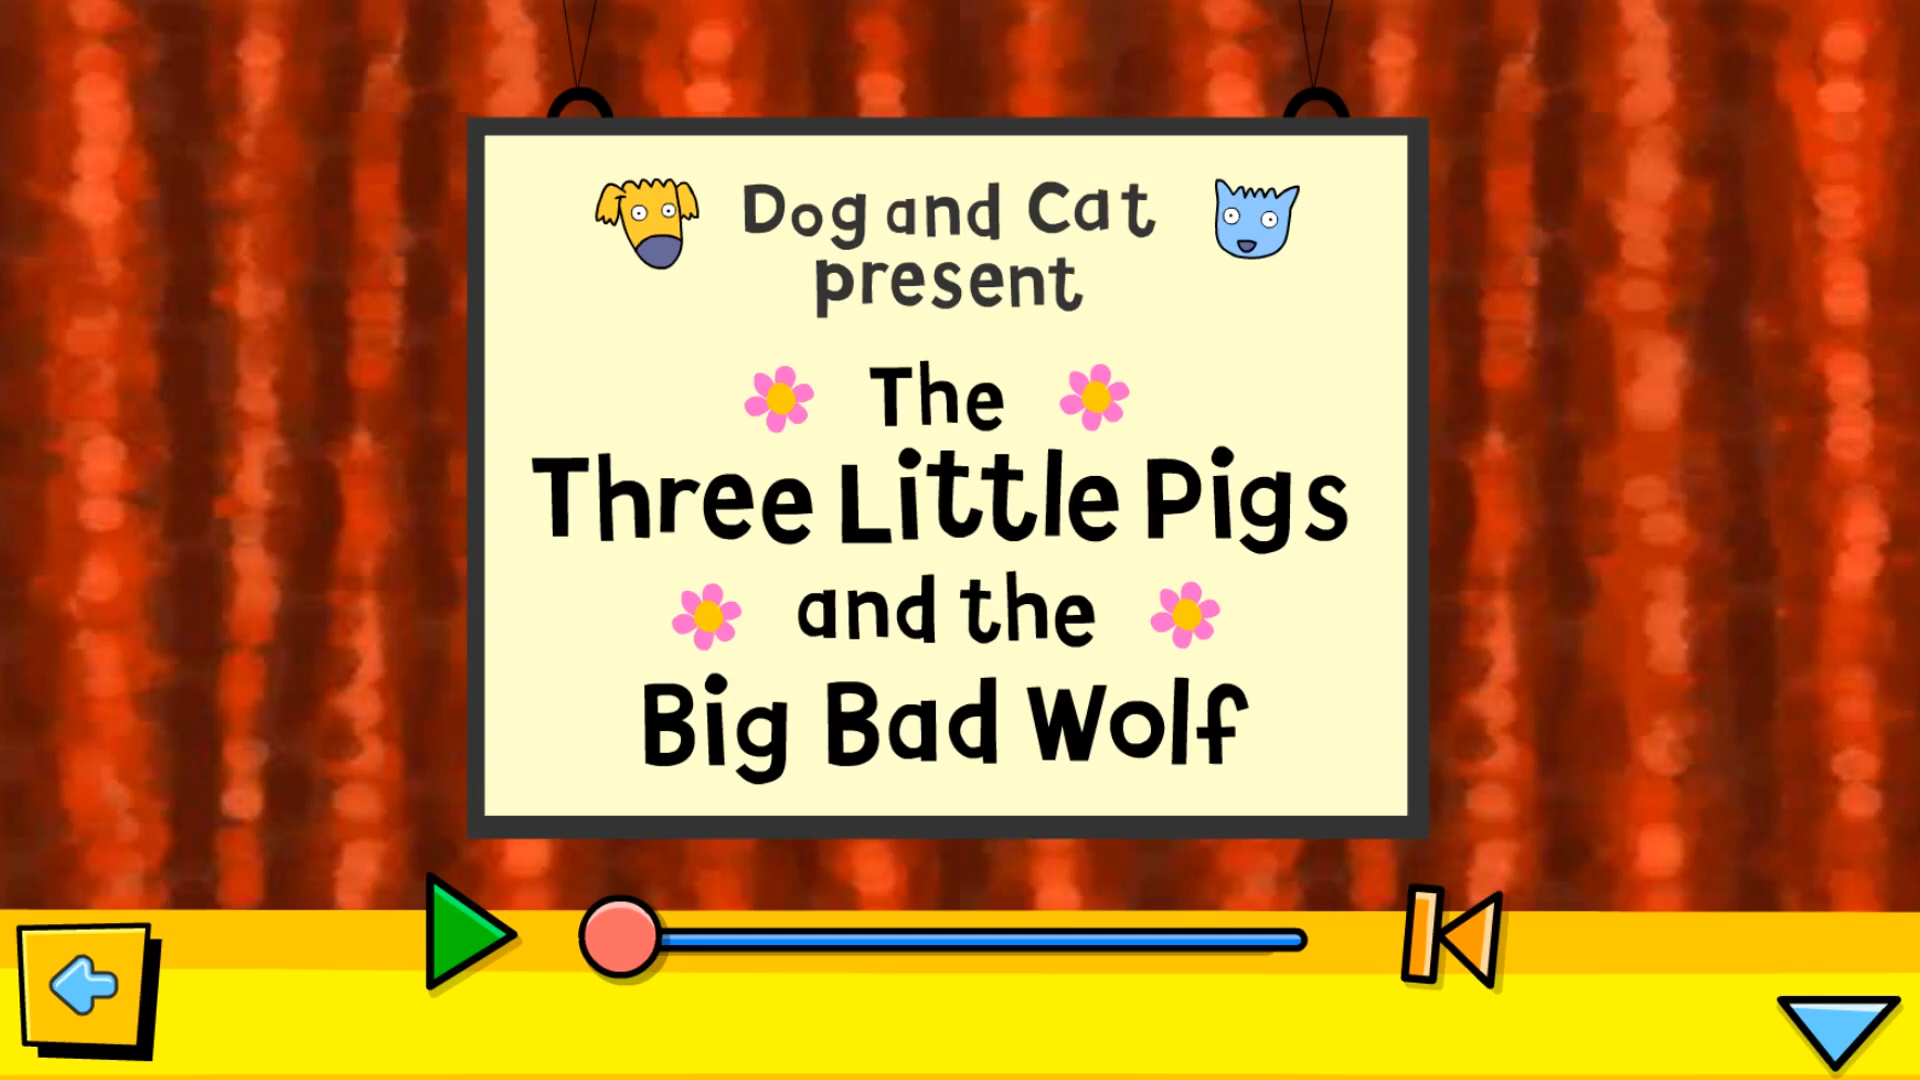 Dog and Cat
present
The
Three Little Pigs
and the
Big Bad Wolf